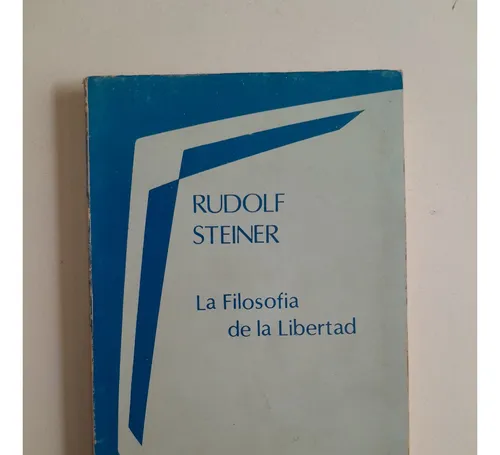 RUDOLF
STEINER
La Filosofia
de la Libertad